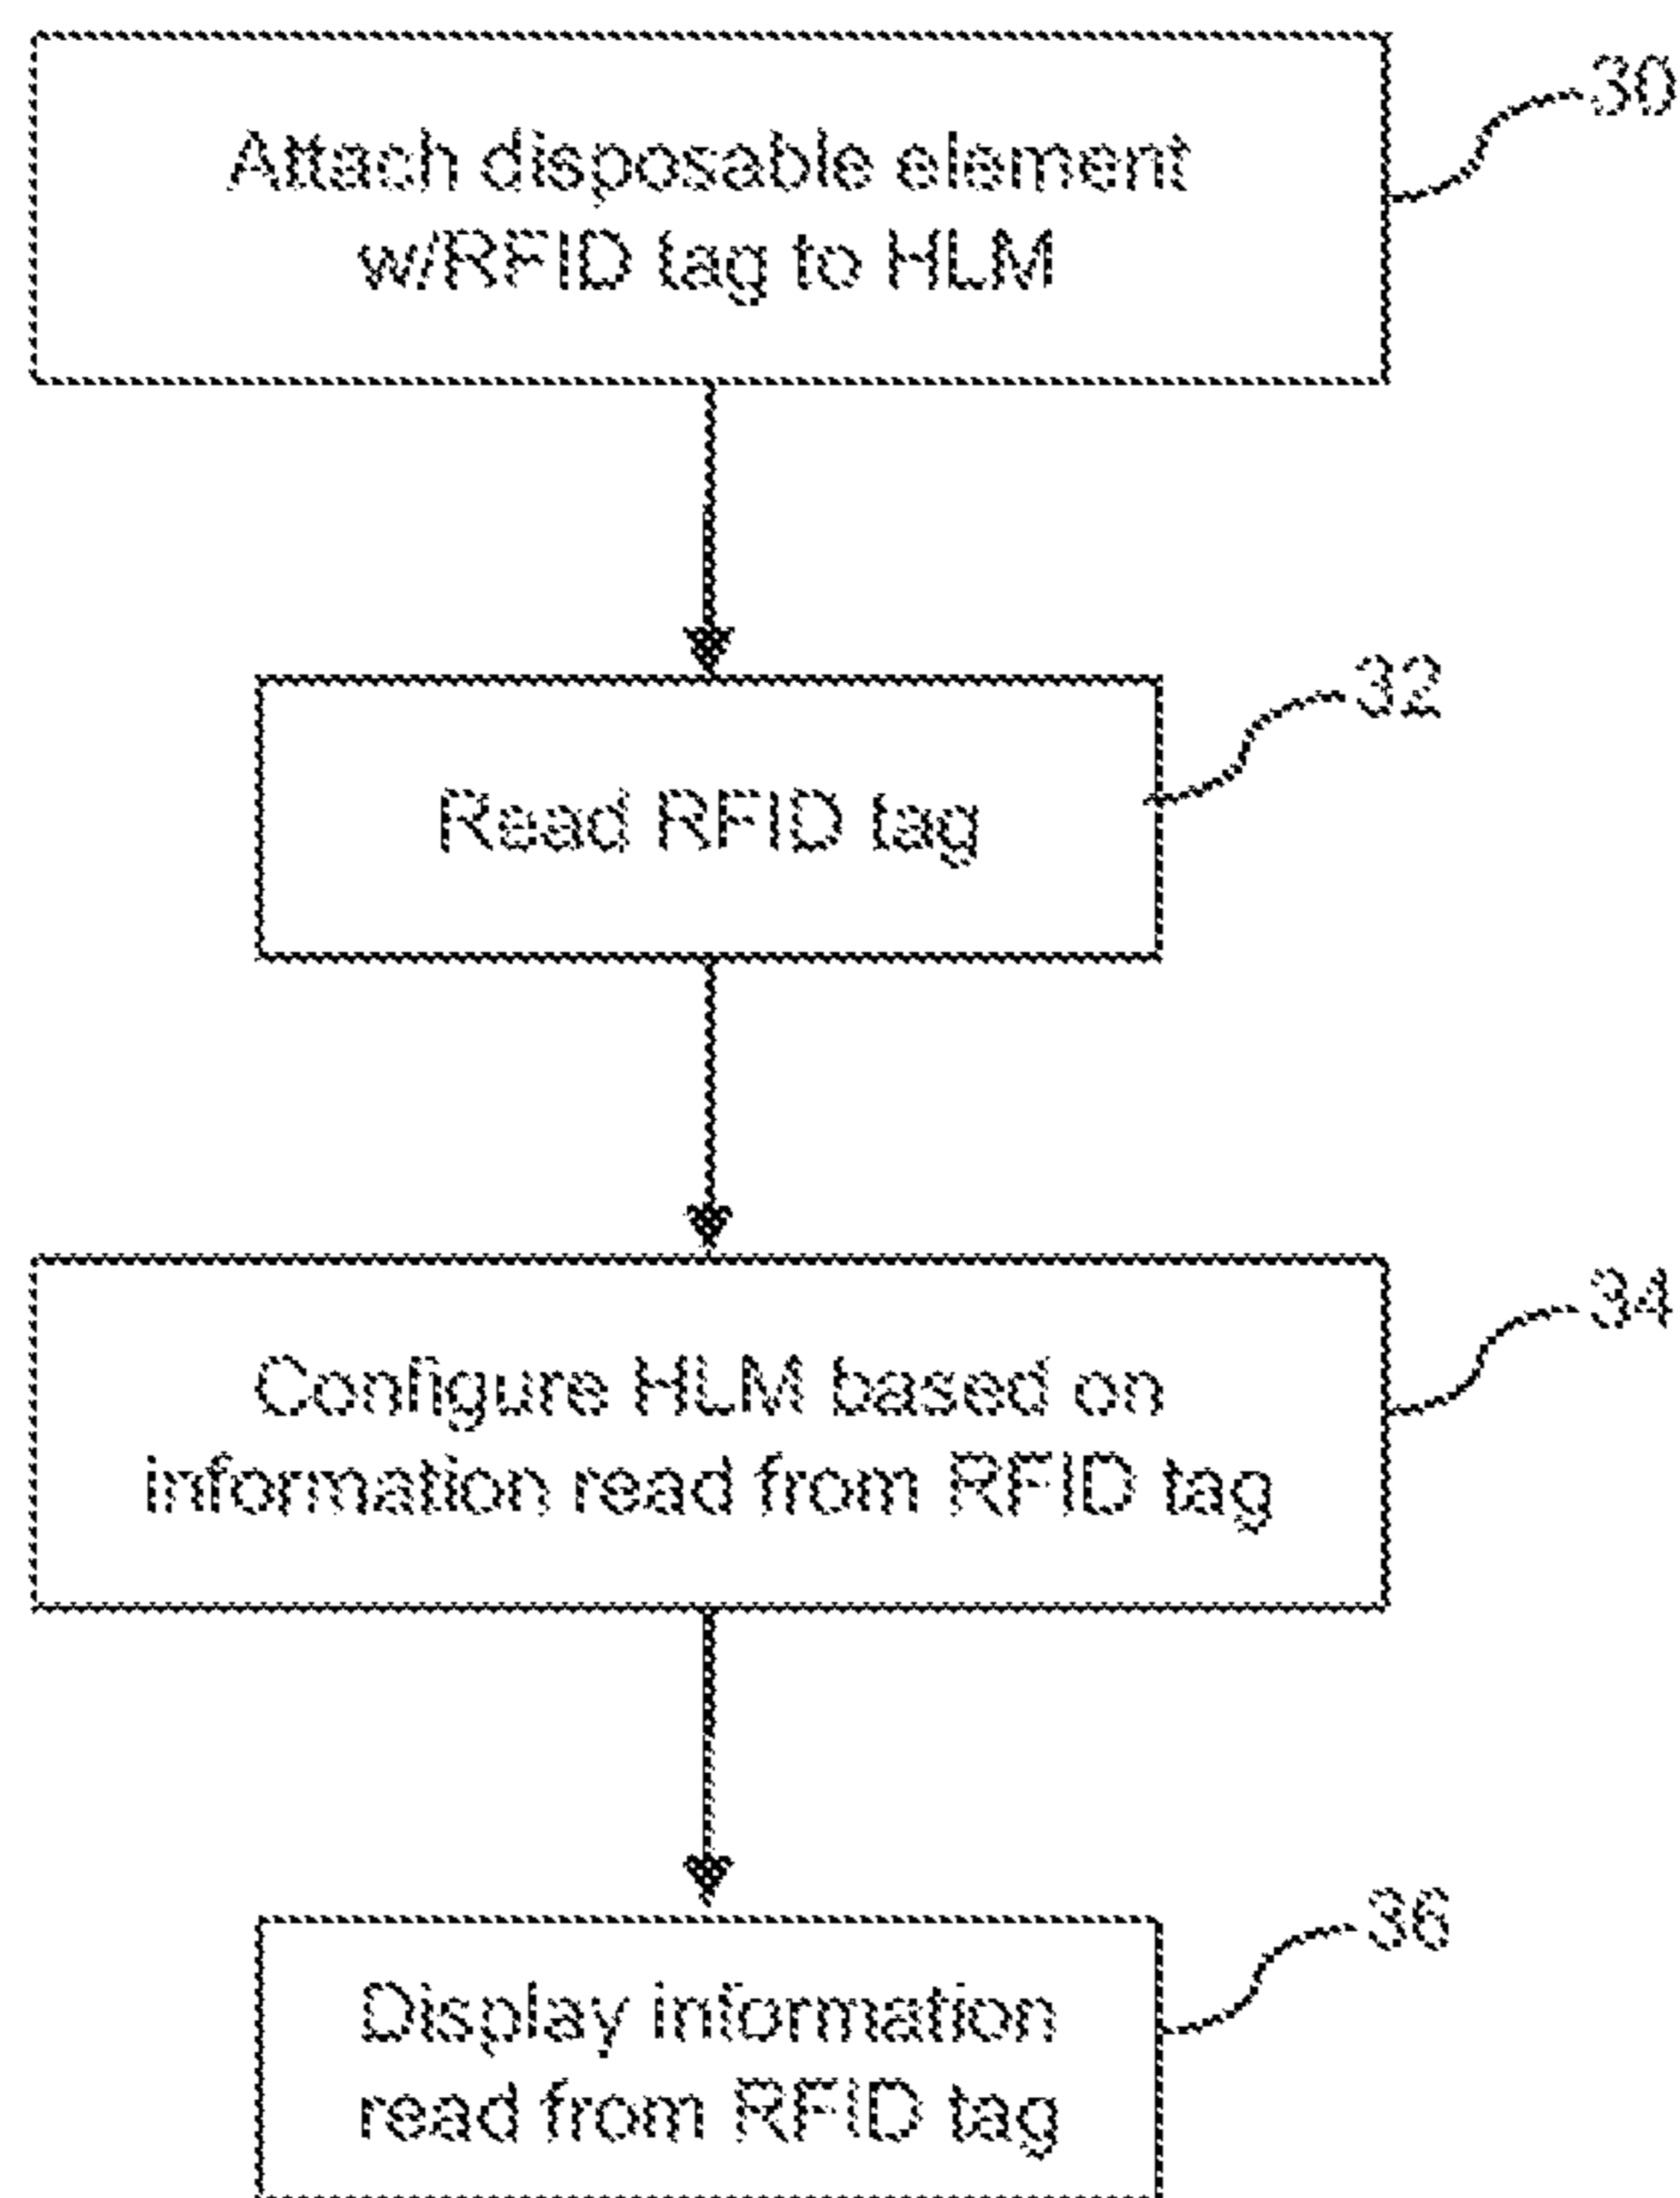 30
Attach disposable element
w/RFID tag to HLM
32
Read RFID tag
34
Configure HLM based on
information read from RFID tag
36
Display information
read from RFID tag